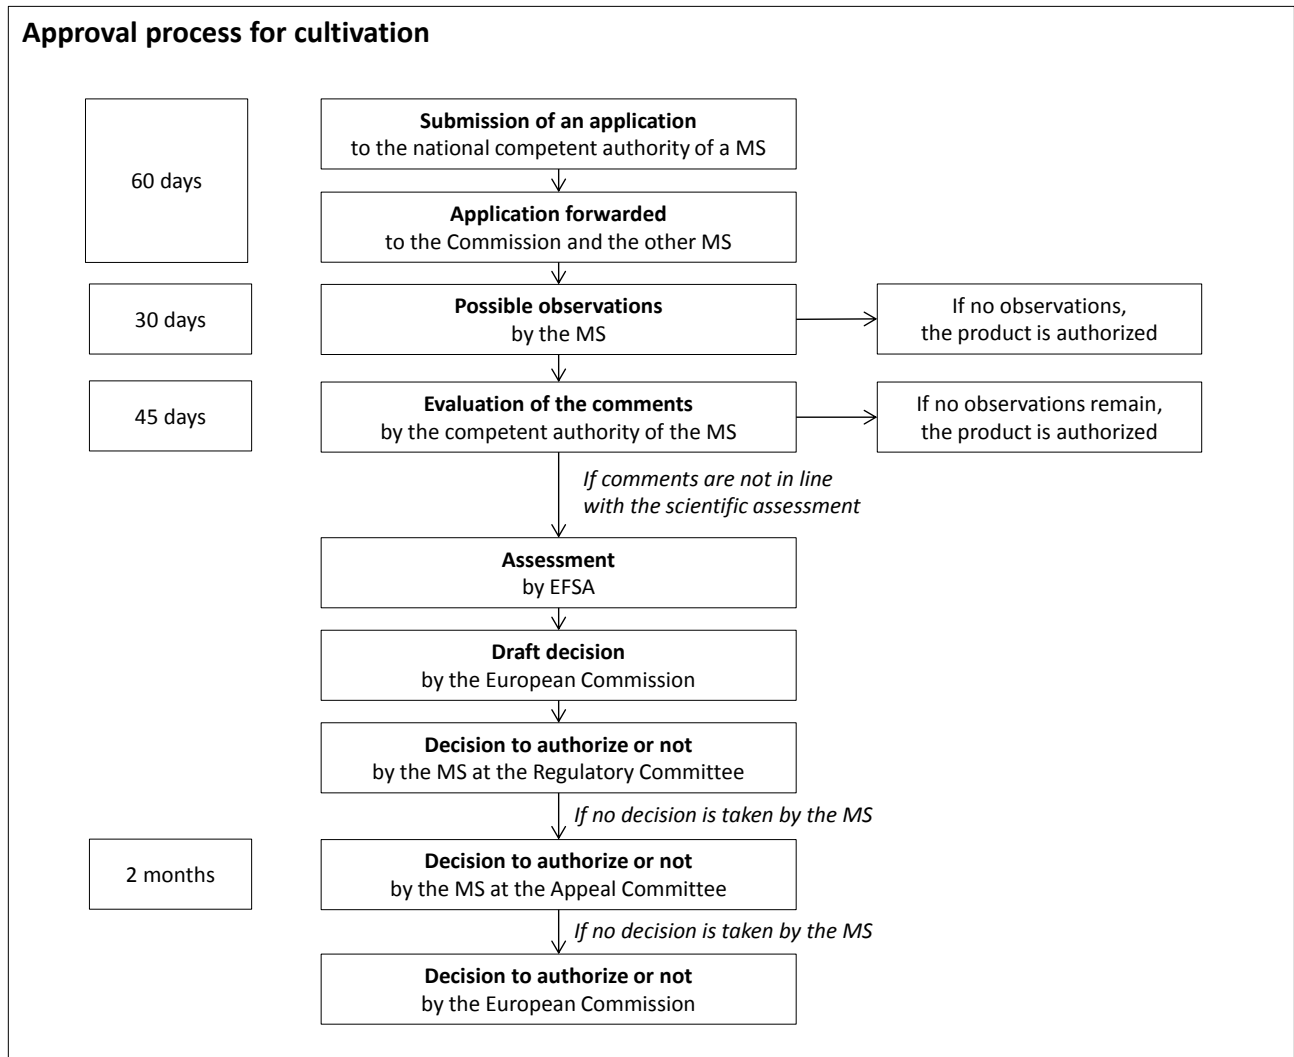 Approval process for cultivation
60 days
Submission of an application
to the national competent authority of a MS
Application forwarded
to the Commission and the other MS
30 days
Possible observations
by the MS
If no observations,
the product is authorized
45 days
Evaluation of the comments
by the competent authority of the MS
If no observations remain,
the product is authorized
If comments are not in line
with the scientific assessment
Assessment
by EFSA
Draft decision
by the European Commission
Decision to authorize or not
by the MS at the Regulatory Committee
If no decision is taken by the MS
2 months
Decision to authorize or not
by the MS at the Appeal Committee
If no decision is taken by the MS
Decision to authorize or not
by the European Commission